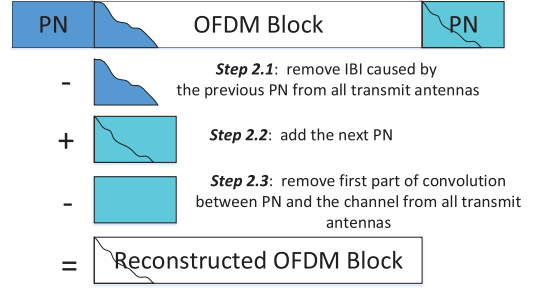 PN OFDM Block PN
- Step 2.1: remove IBI caused by
the previous PN from all transmit antennas
+ Step 2.2: add the next PN
- Step 2.3: remove first part of convolution
between PN and the channel from all transmit
antennas
= Reconstructed OFDM Block